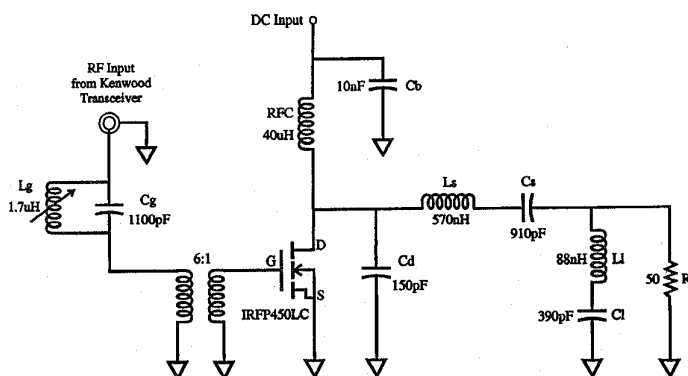 DC Input
RF Input
from Kenwood
Transceiver
10nF
Cb
RFC
40uH
Lg
1.7uH
Cg
1100pF
Ls
570nH
Cs
910pF
6:1
G
D
S
IRFP450LC
Cd
150pF
88nH
Ll
390pF
Cl
50
R